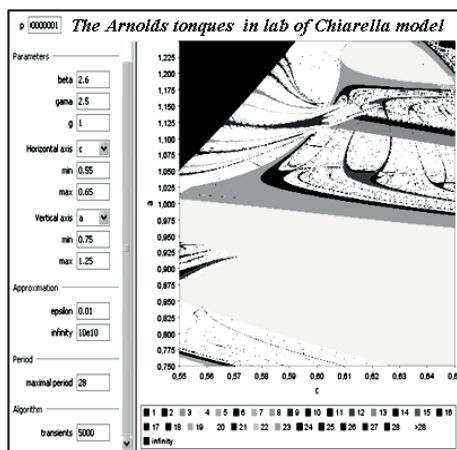 p 0000001
The Arnolds tonques in lab of Chiarella model
Parameters
beta 2.6
gama 2.5
g 1
Horizontal axis c
min 0.55
max 0.65
Vertical axis a
min 0.75
max 1.25
Approximation
epsilon 0.01
infinity 10e10
Period
maximal period 28
Algorithm
transients 5000
a
1,225
1,200
1,175
1,150
1,125
1,100
1,075
1,050
1,025
1,000
0,975
0,950
0,925
0,900
0,875
0,850
0,825
0,800
0,775
0,750
0,55 0,56 0,57 0,58 0,59 0,60 0,61 0,62 0,63 0,64
c
1 2 3 4 5 6 7 8 9 10 11 12 13 14 15 16
17 18 19 20 21 22 23 24 25 26 27 28 >28
infinity